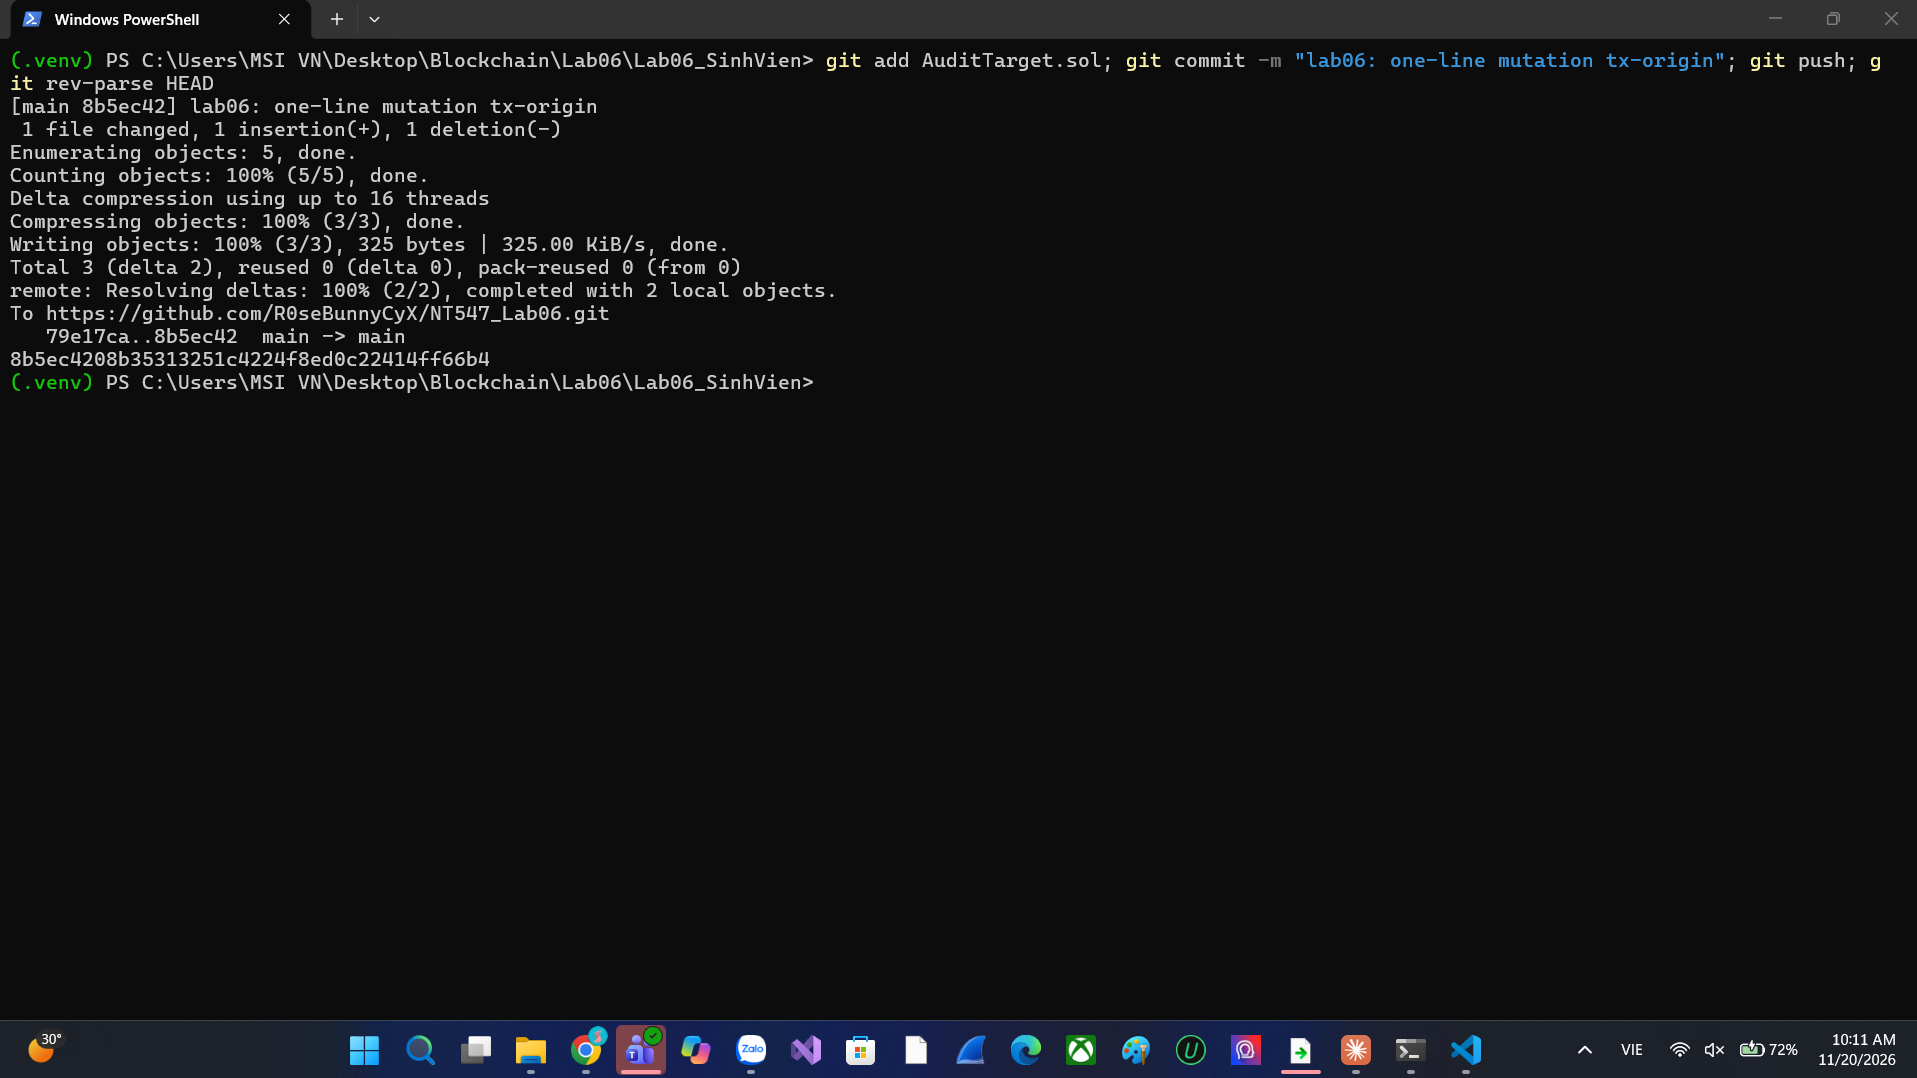 Windows PowerShell
(.venv) PS C:\Users\MSI VN\Desktop\Blockchain\Lab06\Lab06_SinhVien> git add AuditTarget.sol; git commit -m "lab06: one-line mutation tx-origin"; git push; g
it rev-parse HEAD
[main 8b5ec42] lab06: one-line mutation tx-origin
 1 file changed, 1 insertion(+), 1 deletion(-)
Enumerating objects: 5, done.
Counting objects: 100% (5/5), done.
Delta compression using up to 16 threads
Compressing objects: 100% (3/3), done.
Writing objects: 100% (3/3), 325 bytes | 325.00 KiB/s, done.
Total 3 (delta 2), reused 0 (delta 0), pack-reused 0 (from 0)
remote: Resolving deltas: 100% (2/2), completed with 2 local objects.
To https://github.com/R0seBunnyCyX/NT547_Lab06.git
   79e17ca..8b5ec42  main -> main
8b5ec4208b35313251c4224f8ed0c22414ff66b4
(.venv) PS C:\Users\MSI VN\Desktop\Blockchain\Lab06\Lab06_SinhVien>
30°
Zalo
VIE
72%
10:11 AM
11/20/2026